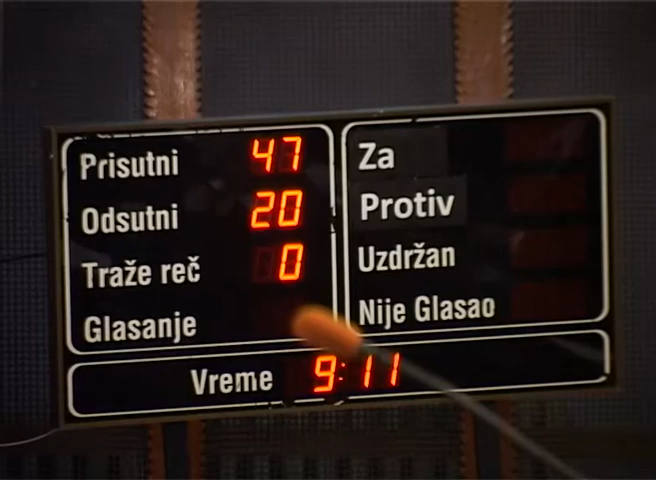 Prisutni 47
Odsutni 20
Traže reč 0
Glasanje
Za
Protiv
Uzdržan
Nije Glasao
Vreme 9:11